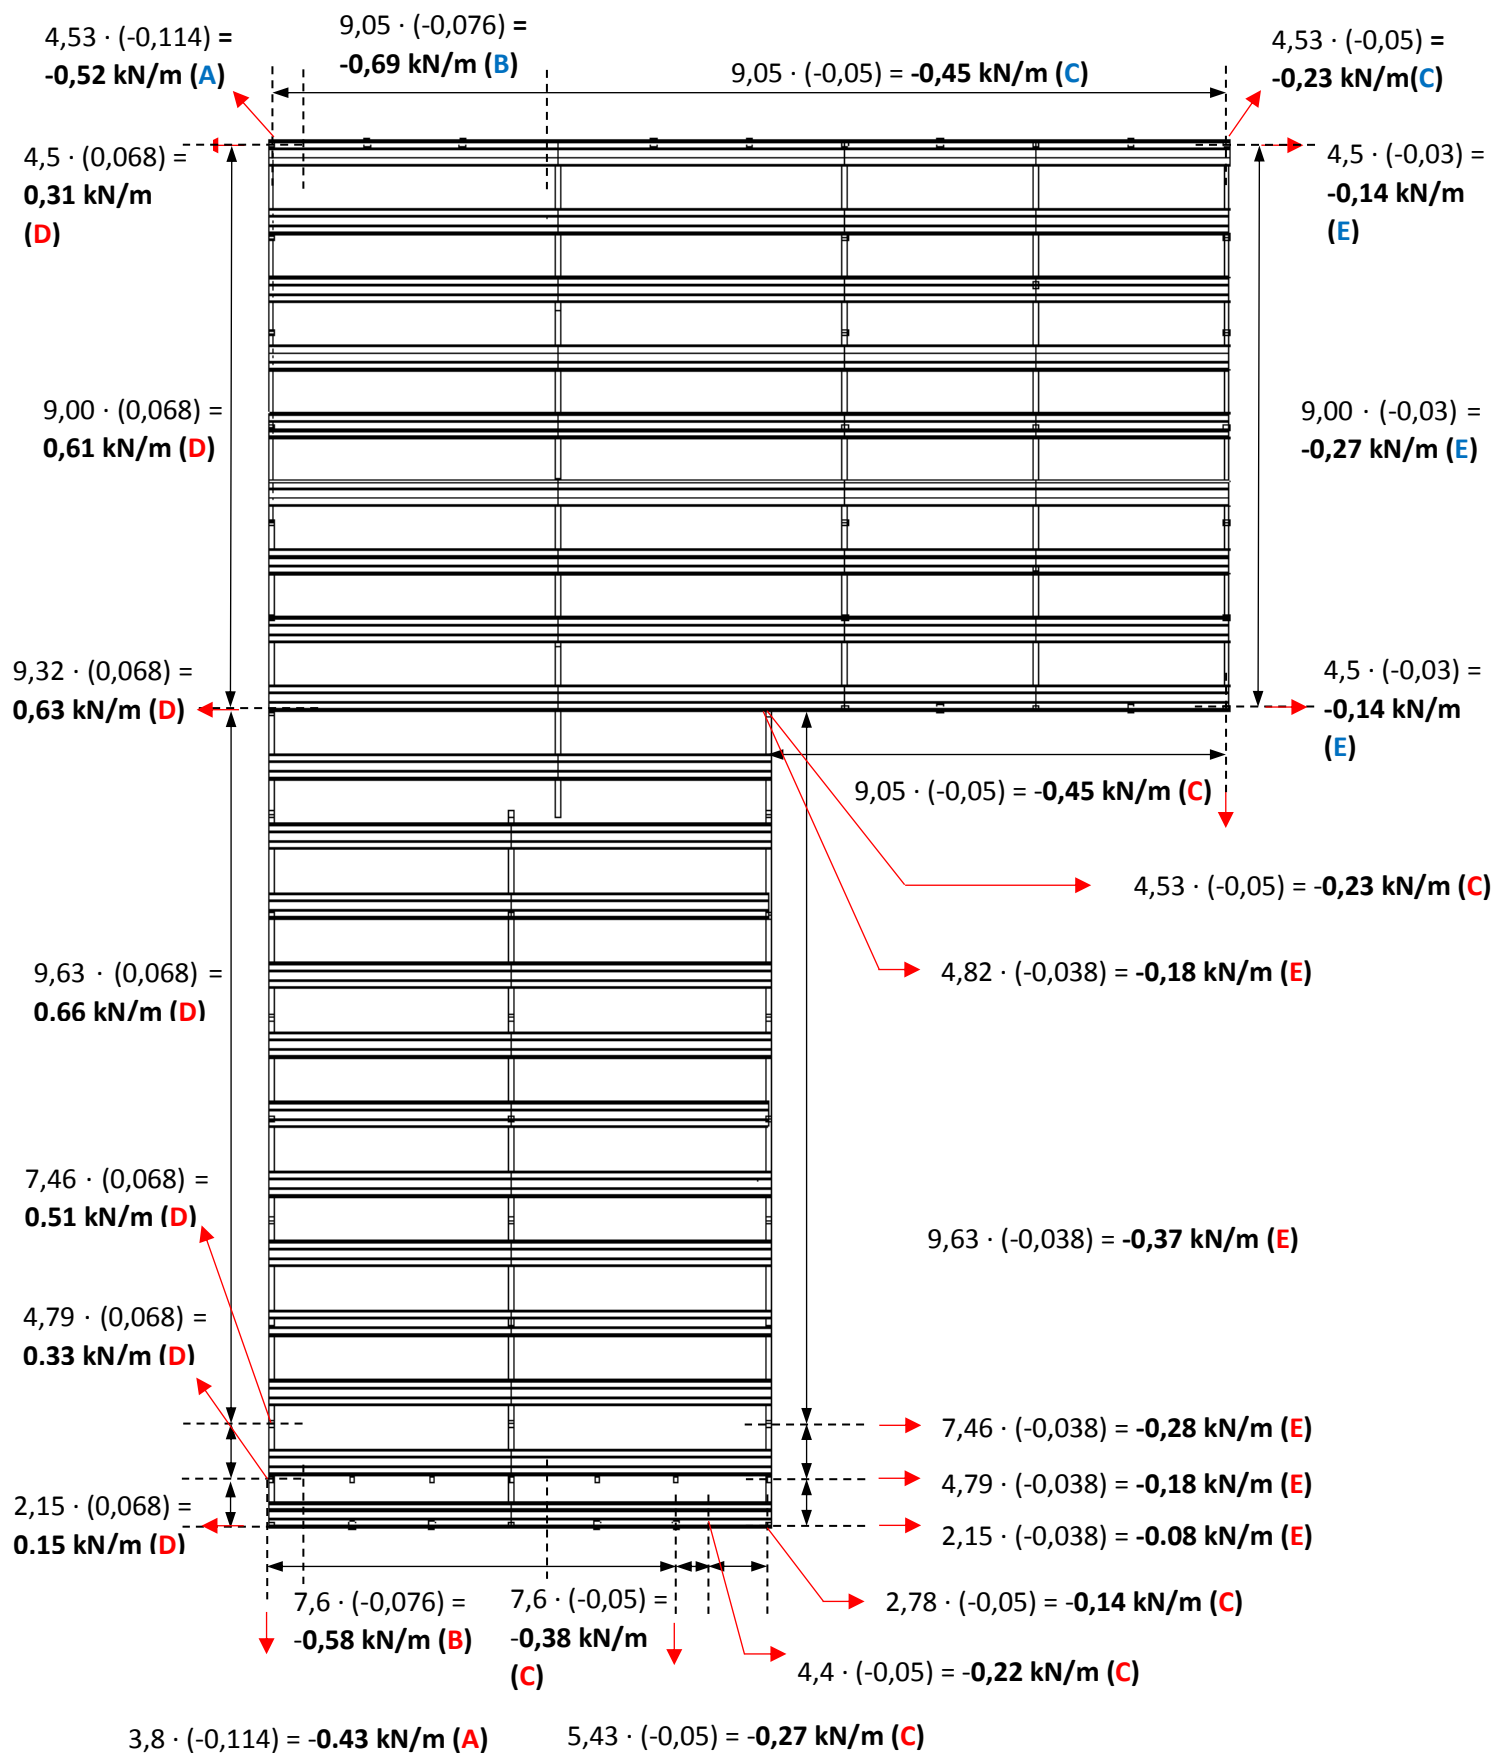 4,53 · (-0,114) =
-0,52 kN/m (A)
9,05 · (-0,076) =
-0,69 kN/m (B)
9,05 · (-0,05) = -0,45 kN/m (C)
4,53 · (-0,05) =
-0,23 kN/m(C)
4,5 · (0,068) =
0,31 kN/m
(D)
4,5 · (-0,03) =
-0,14 kN/m
(E)
9,00 · (0,068) =
0,61 kN/m (D)
9,00 · (-0,03) =
-0,27 kN/m (E)
9,32 · (0,068) =
0,63 kN/m (D)
4,5 · (-0,03) =
-0,14 kN/m
(E)
9,05 · (-0,05) = -0,45 kN/m (C)
4,53 · (-0,05) = -0,23 kN/m (C)
4,82 · (-0,038) = -0,18 kN/m (E)
9,63 · (0,068) =
0,66 kN/m (D)
7,46 · (0,068) =
0,51 kN/m (D)
9,63 · (-0,038) = -0,37 kN/m (E)
4,79 · (0,068) =
0,33 kN/m (D)
7,46 · (-0,038) = -0,28 kN/m (E)
4,79 · (-0,038) = -0,18 kN/m (E)
2,15 · (0,068) =
0,15 kN/m (D)
2,15 · (-0,038) = -0.08 kN/m (E)
7,6 · (-0,076) =
-0,58 kN/m (B)
7,6 · (-0,05) =
-0,38 kN/m
(C)
2,78 · (-0,05) = -0,14 kN/m (C)
4,4 · (-0,05) = -0,22 kN/m (C)
3,8 · (-0,114) = -0.43 kN/m (A)
5,43 · (-0,05) = -0,27 kN/m (C)